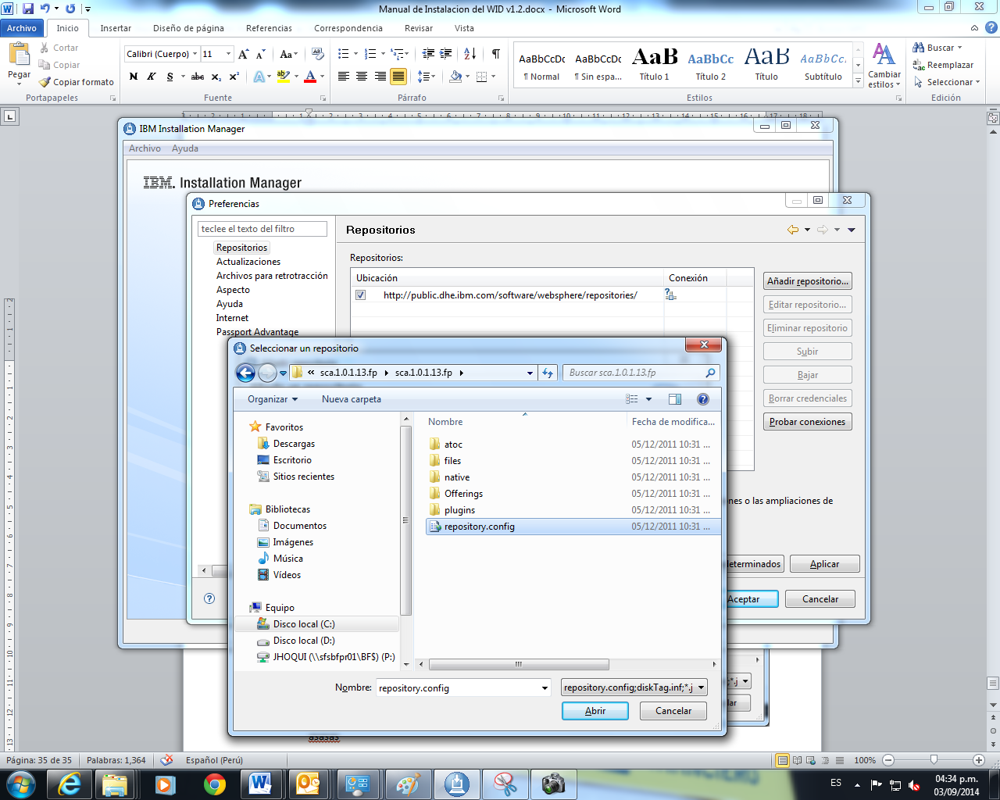 Manual de Instalacion del WID v1.2.docx - Microsoft Word
Archivo Inicio Insertar Diseño de página Referencias Correspondencia Revisar Vista
Pegar
Cortar
Copiar
Copiar formato
Portapapeles
Calibri (Cuerpo) 11
Fuente
Párrafo
AaBbCcDc AaBbCcDc AaB AaBbCc AaB AaBbCc.
¶ Normal ¶ Sin espa... Título 1 Título 2 Título Subtítulo
Cambiar estilos
Estilos
Buscar
Reemplazar
Seleccionar
Edición
IBM Installation Manager
Archivo Ayuda
IBM. Installation Manager
Preferencias
teclee el texto del filtro
Repositorios
Actualizaciones
Archivos para retrotracción
Aspecto
Ayuda
Internet
Passport Advantage
Repositorios
Repositorios:
Ubicación Conexión
http://public.dhe.ibm.com/software/websphere/repositories/
Añadir repositorio...
Editar repositorio...
Eliminar repositorio
Subir
Bajar
Borrar credenciales
Probar conexiones
nes o las ampliaciones de
determinados Aplicar
Aceptar Cancelar
Seleccionar un repositorio
« sca.1.0.1.13.fp sca.1.0.1.13.fp
Buscar sca.1.0.1.13.fp
Organizar Nueva carpeta
Favoritos
Descargas
Escritorio
Sitios recientes
Bibliotecas
Documentos
Imágenes
Música
Vídeos
Equipo
Disco local (C:)
Disco local (D:)
JHOQUI (\\sfsbfpr01\BF$) (P:)
Nombre Fecha de modifica...
atoc 05/12/2011 10:31 ...
files 05/12/2011 10:31 ...
native 05/12/2011 10:31 ...
Offerings 05/12/2011 10:31 ...
plugins 05/12/2011 10:31 ...
repository.config 05/12/2011 10:31 ...
Nombre: repository.config
repository.config;diskTag.inf;*.j
Abrir Cancelar
asasas
Página: 35 de 35 Palabras: 1,364 Español (Perú) 100%
ES
04:34 p.m.
03/09/2014